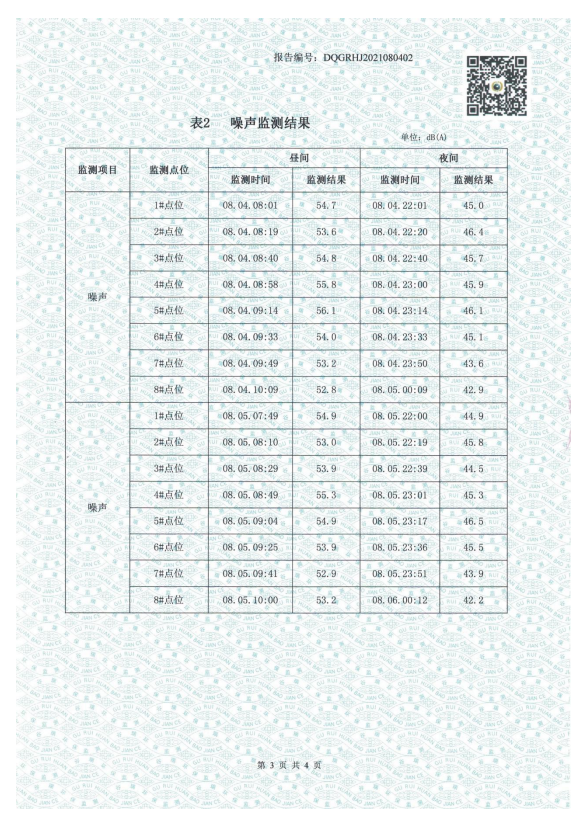 报告编号：DQGRHJ2021080402
表2 噪声监测结果
单位：dB(A)
监测项目 监测点位 昼间 夜间
监测时间 监测结果 监测时间 监测结果
噪声
1#点位 08.04.08:01 54.7 08.04.22:01 45.0
2#点位 08.04.08:19 53.6 08.04.22:20 46.4
3#点位 08.04.08:40 54.8 08.04.22:40 45.7
4#点位 08.04.08:58 55.8 08.04.23:00 45.9
5#点位 08.04.09:14 56.1 08.04.23:14 46.1
6#点位 08.04.09:33 54.0 08.04.23:33 45.1
7#点位 08.04.09:49 53.2 08.04.23:50 43.6
8#点位 08.04.10:09 52.8 08.05.00:09 42.9
噪声
1#点位 08.05.07:49 54.9 08.05.22:00 44.9
2#点位 08.05.08:10 53.0 08.05.22:19 45.8
3#点位 08.05.08:29 53.9 08.05.22:39 44.5
4#点位 08.05.08:49 55.3 08.05.23:01 45.3
5#点位 08.05.09:04 54.9 08.05.23:17 46.5
6#点位 08.05.09:25 53.9 08.05.23:36 45.5
7#点位 08.05.09:41 52.9 08.05.23:51 43.9
8#点位 08.05.10:00 53.2 08.06.00:12 42.2
第 3 页 共 4 页